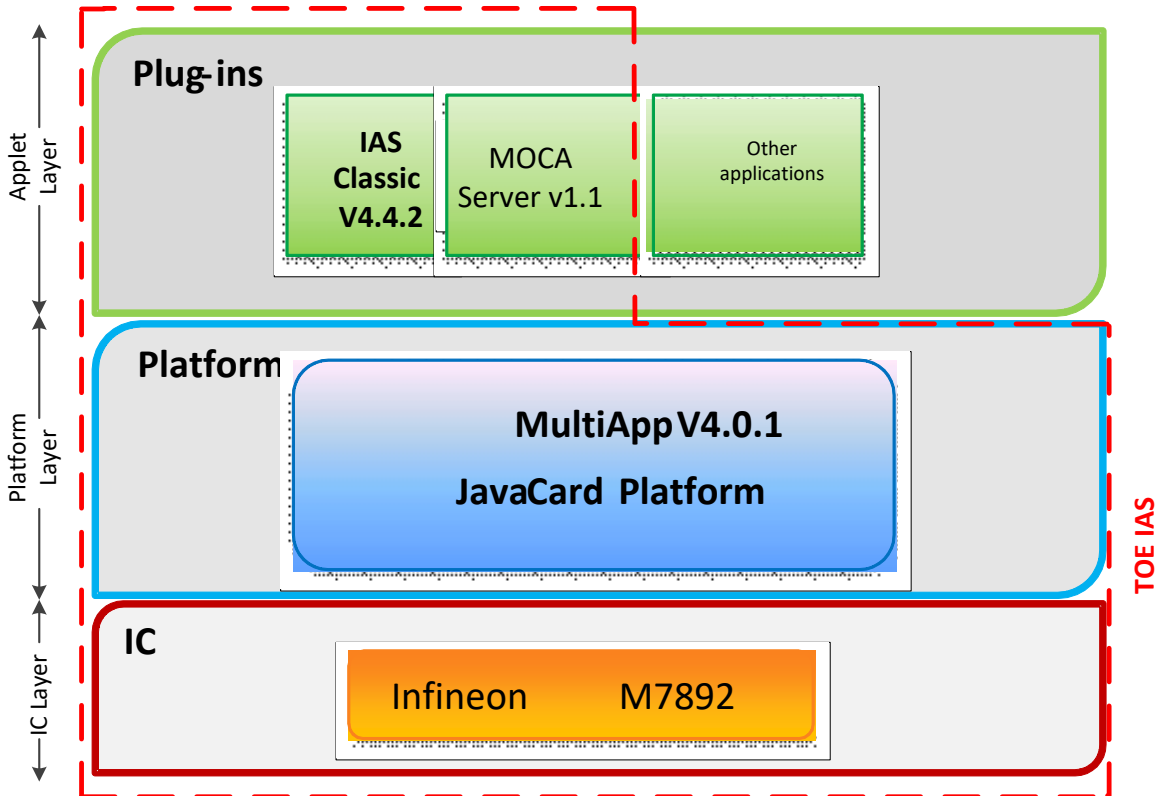 Plug-ins
Applet
Layer
IAS
Classic
V4.4.2
MOCA
Server v1.1
Other
applications
Platform
Platform
Layer
MultiApp V4.0.1
JavaCard Platform
TOE IAS
IC
IC Layer
Infineon M7892